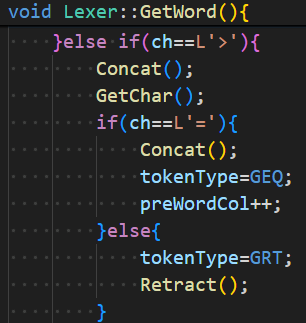 void Lexer::GetWord(){
}else if(ch==L'>'){
Concat();
GetChar();
if(ch==L'='){
Concat();
tokenType=GEQ;
preWordCol++;
}else{
tokenType=GRT;
Retract();
}